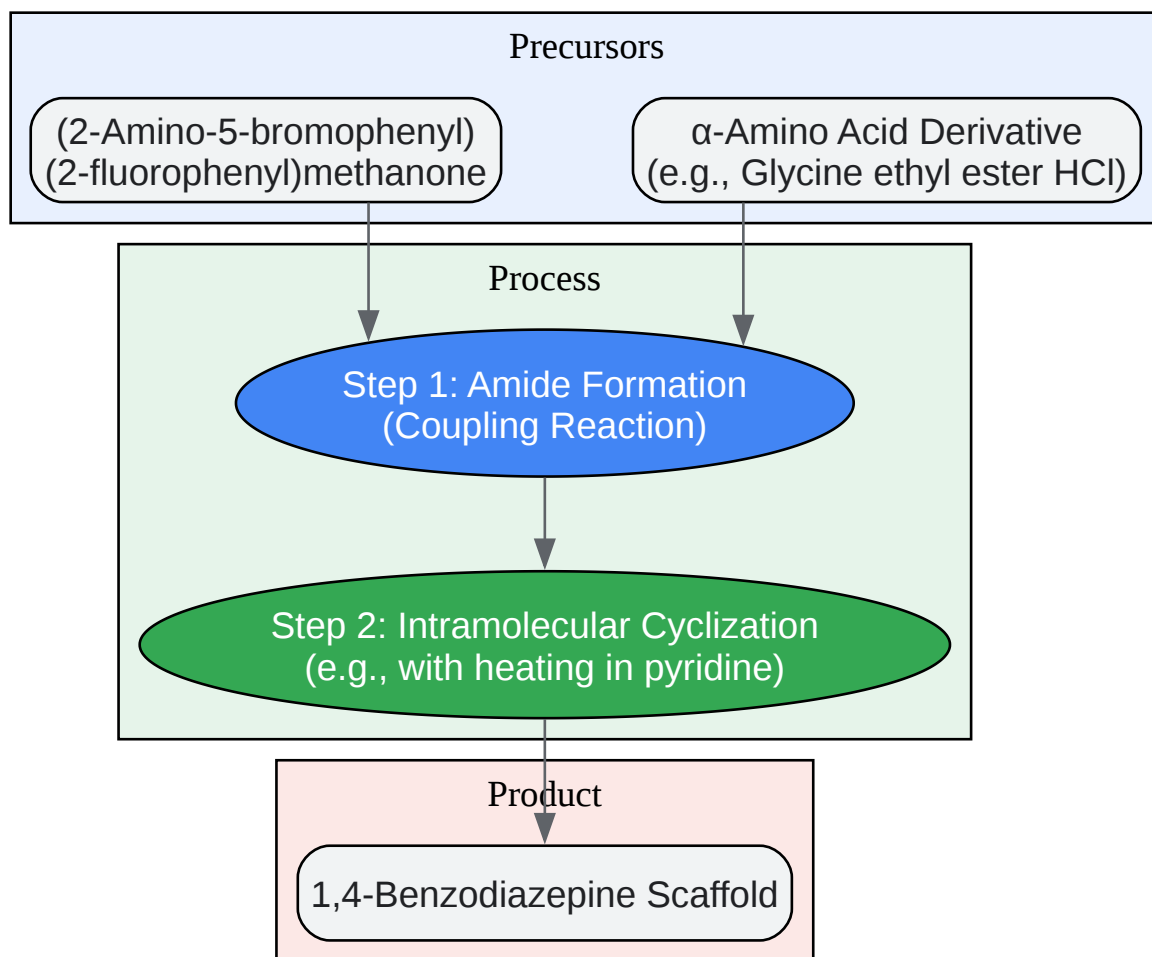 Precursors
(2-Amino-5-bromophenyl)
(2-fluorophenyl)methanone
α-Amino Acid Derivative
(e.g., Glycine ethyl ester HCl)
Process
Step 1: Amide Formation
(Coupling Reaction)
Step 2: Intramolecular Cyclization
(e.g., with heating in pyridine)
Product
1,4-Benzodiazepine Scaffold